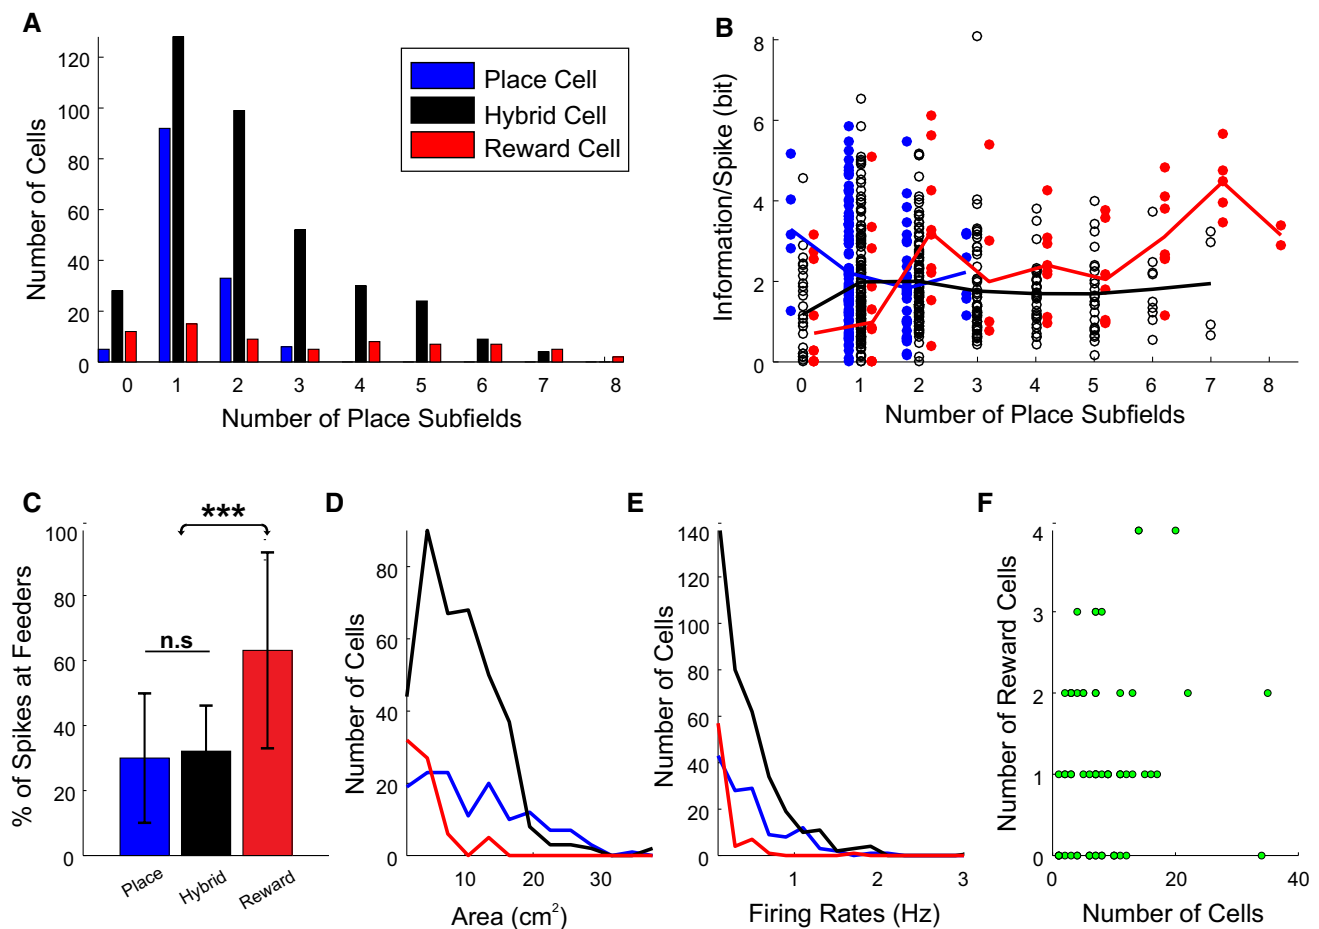 A
120
100
80
60
40
20
0
Number of Cells
0 1 2 3 4 5 6 7 8
Number of Place Subfields
Place Cell
Hybrid Cell
Reward Cell
B
8
6
4
2
0
Information/Spike (bit)
0 1 2 3 4 5 6 7 8
Number of Place Subfields
C
100
80
60
40
20
0
% of Spikes at Feeders
***
n.s
Place Hybrid Reward
D
80
60
40
20
0
Number of Cells
10 20 30
Area (cm²)
E
140
120
100
80
60
40
20
0
Number of Cells
1 2 3
Firing Rates (Hz)
F
4
3
2
1
0
Number of Reward Cells
0 20 40
Number of Cells